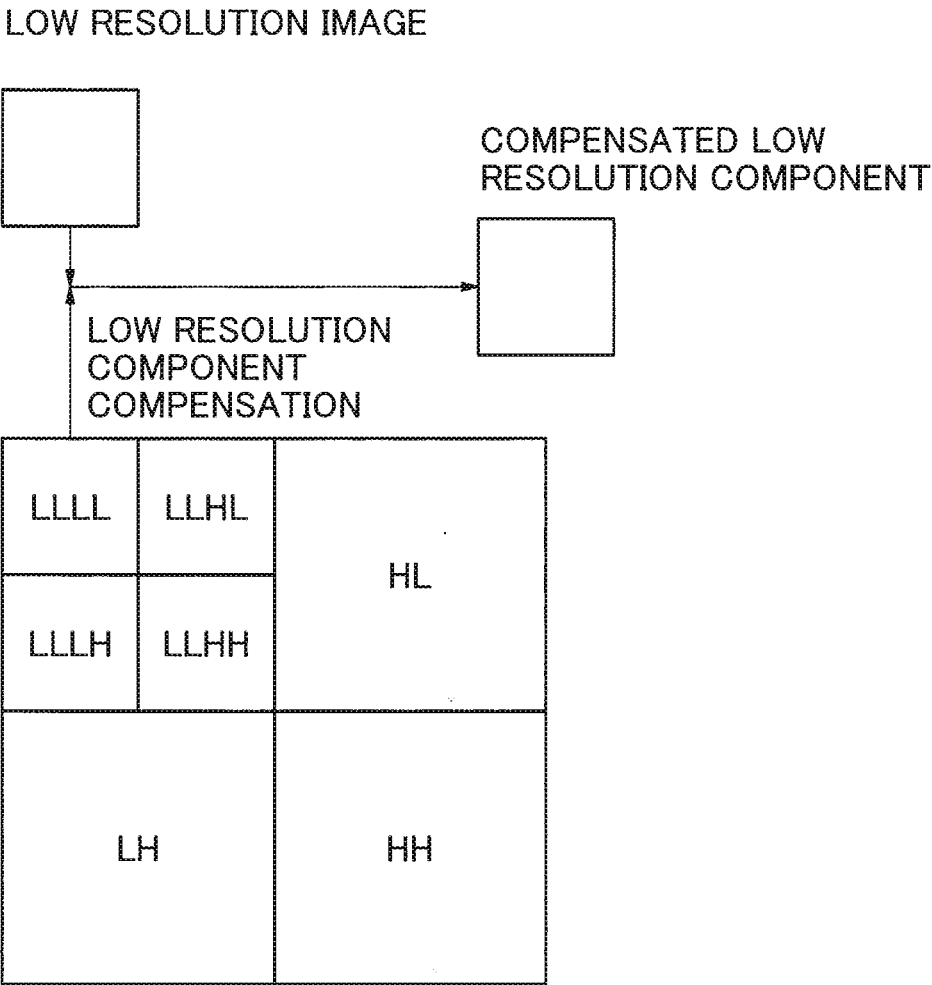 LOW RESOLUTION IMAGE
COMPENSATED LOW
RESOLUTION COMPONENT
LOW RESOLUTION
COMPONENT
COMPENSATION
LLLL
LLHL
HL
LLLH
LLHH
LH
HH